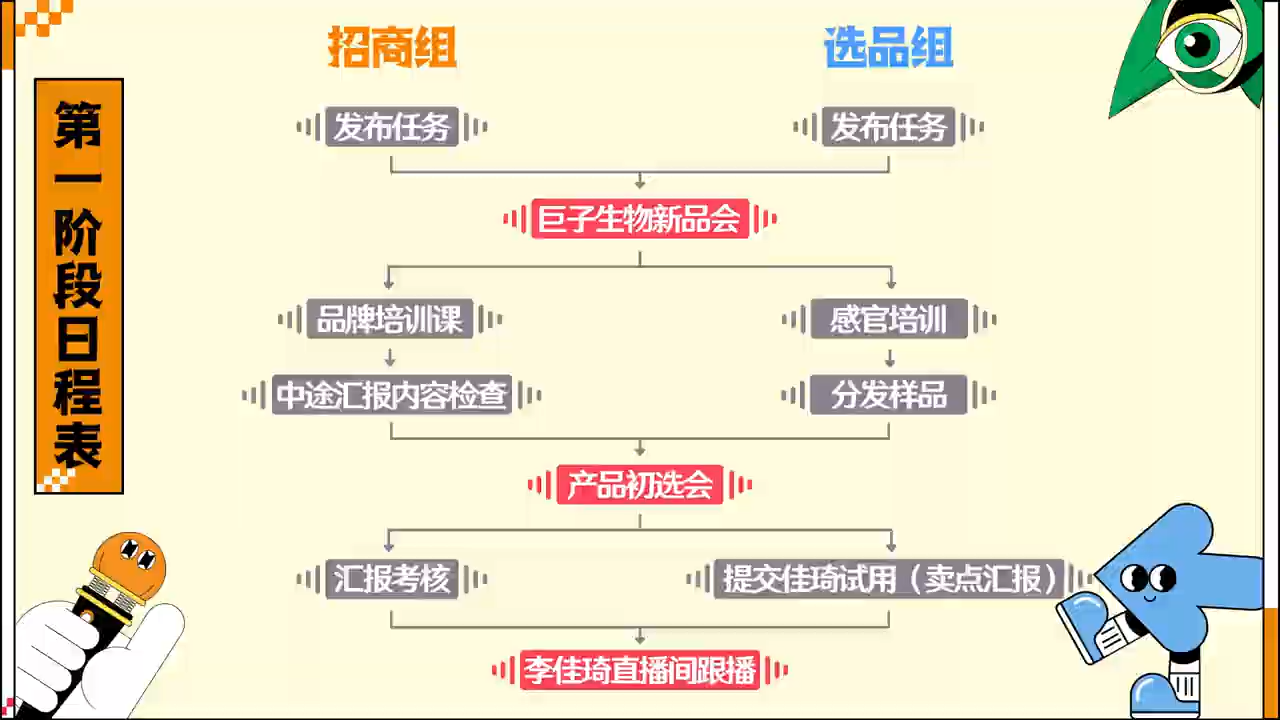 招商组
选品组
第一阶段日程表
发布任务
发布任务
巨子生物新品会
品牌培训课
感官培训
中途汇报内容检查
分发样品
产品初选会
汇报考核
提交佳琦试用（卖点汇报）
李佳琦直播间跟播